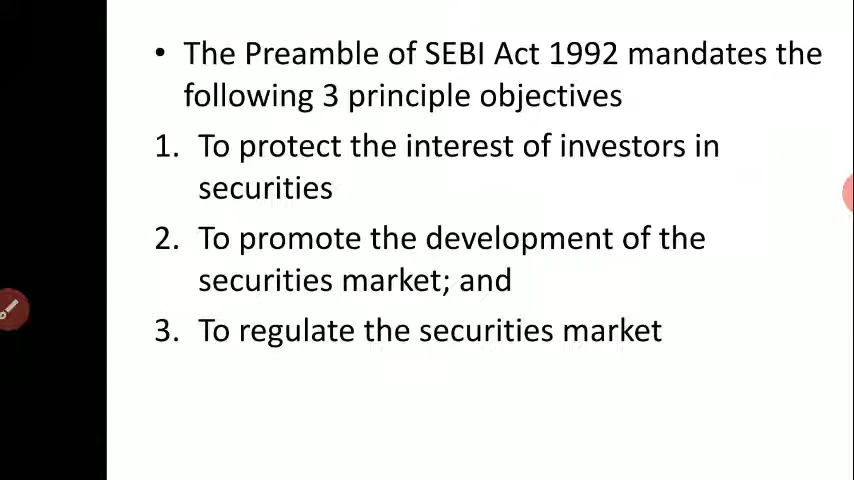 • The Preamble of SEBI Act 1992 mandates the
following 3 principle objectives
1. To protect the interest of investors in
securities
2. To promote the development of the
securities market; and
3. To regulate the securities market